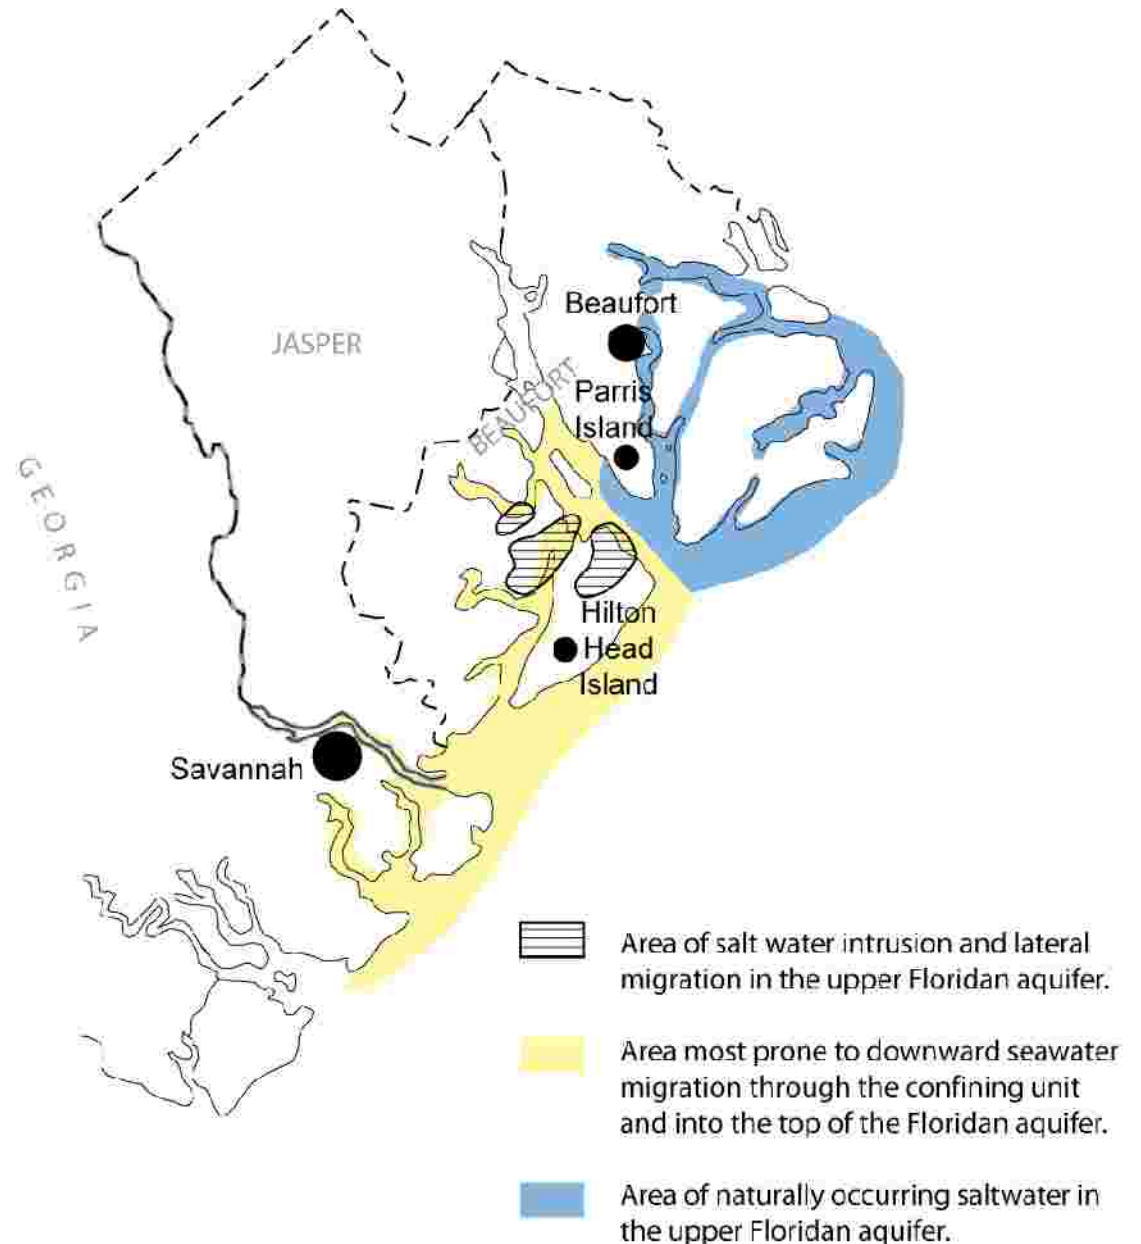 Beaufort
JASPER
BEAUFORT
Parris
Island
GEORGIA
Hilton
Head
Island
Savannah
Area of salt water intrusion and lateral
migration in the upper Floridan aquifer.
Area most prone to downward seawater
migration through the confining unit
and into the top of the Floridan aquifer.
Area of naturally occurring saltwater in
the upper Floridan aquifer.